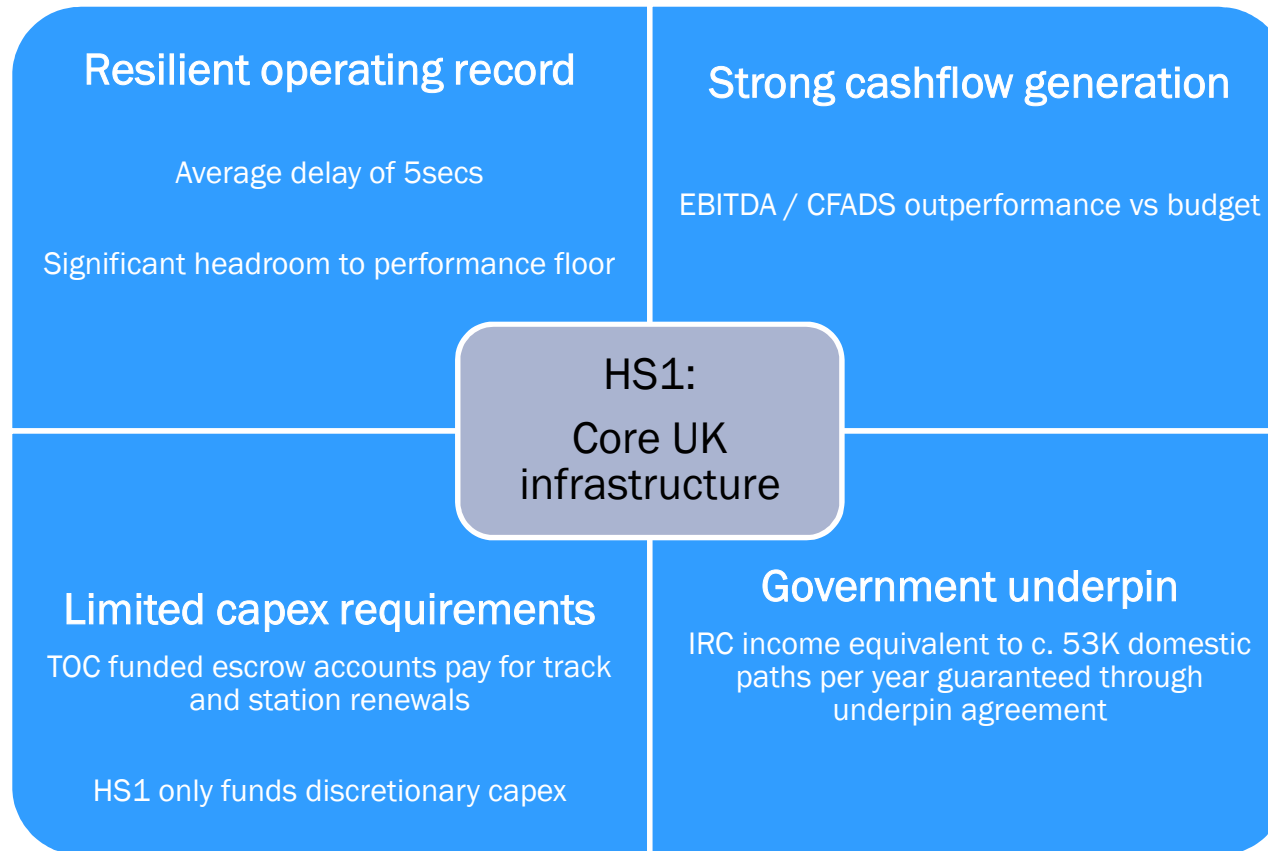 Resilient operating record
Average delay of 5secs
Significant headroom to performance floor
Strong cashflow generation
EBITDA / CFADS outperformance vs budget
HS1:
Core UK
infrastructure
Limited capex requirements
TOC funded escrow accounts pay for track
and station renewals
HS1 only funds discretionary capex
Government underpin
IRC income equivalent to c. 53K domestic
paths per year guaranteed through
underpin agreement